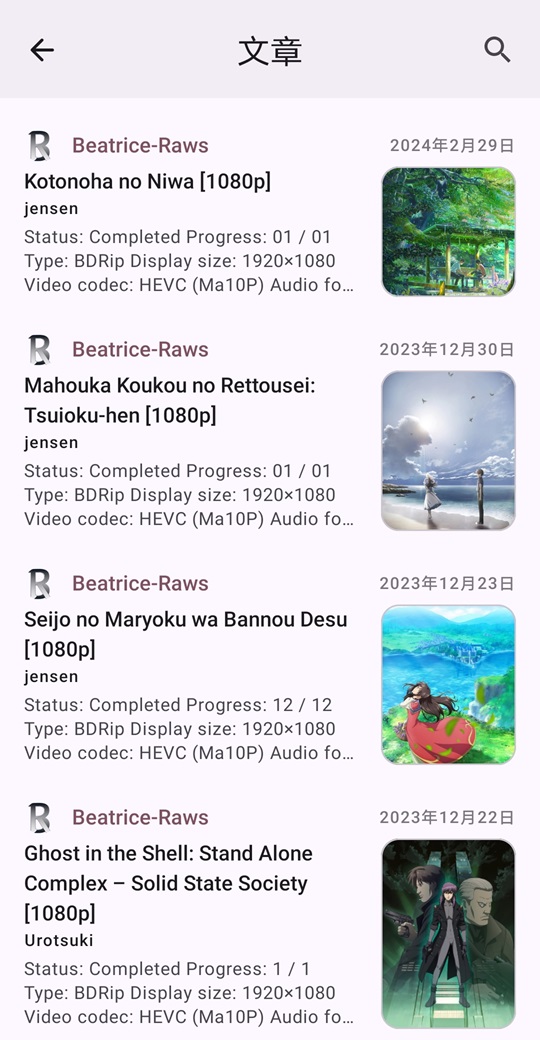 文章
Beatrice-Raws 2024年2月29日
Kotonoha no Niwa [1080p]
jensen
Status: Completed Progress: 01 / 01
Type: BDRip Display size: 1920×1080
Video codec: HEVC (Ma10P) Audio fo…
Beatrice-Raws 2023年12月30日
Mahouka Koukou no Rettousei:
Tsuioku-hen [1080p]
jensen
Status: Completed Progress: 01 / 01
Type: BDRip Display size: 1920×1080
Video codec: HEVC (Ma10P) Audio fo…
Beatrice-Raws 2023年12月23日
Seijo no Maryoku wa Bannou Desu
[1080p]
jensen
Status: Completed Progress: 12 / 12
Type: BDRip Display size: 1920×1080
Video codec: HEVC (Ma10P) Audio fo…
Beatrice-Raws 2023年12月22日
Ghost in the Shell: Stand Alone
Complex – Solid State Society
[1080p]
Urotsuki
Status: Completed Progress: 1 / 1
Type: BDRip Display size: 1920×1080
Video codec: HEVC (Ma10P) Audio fo…